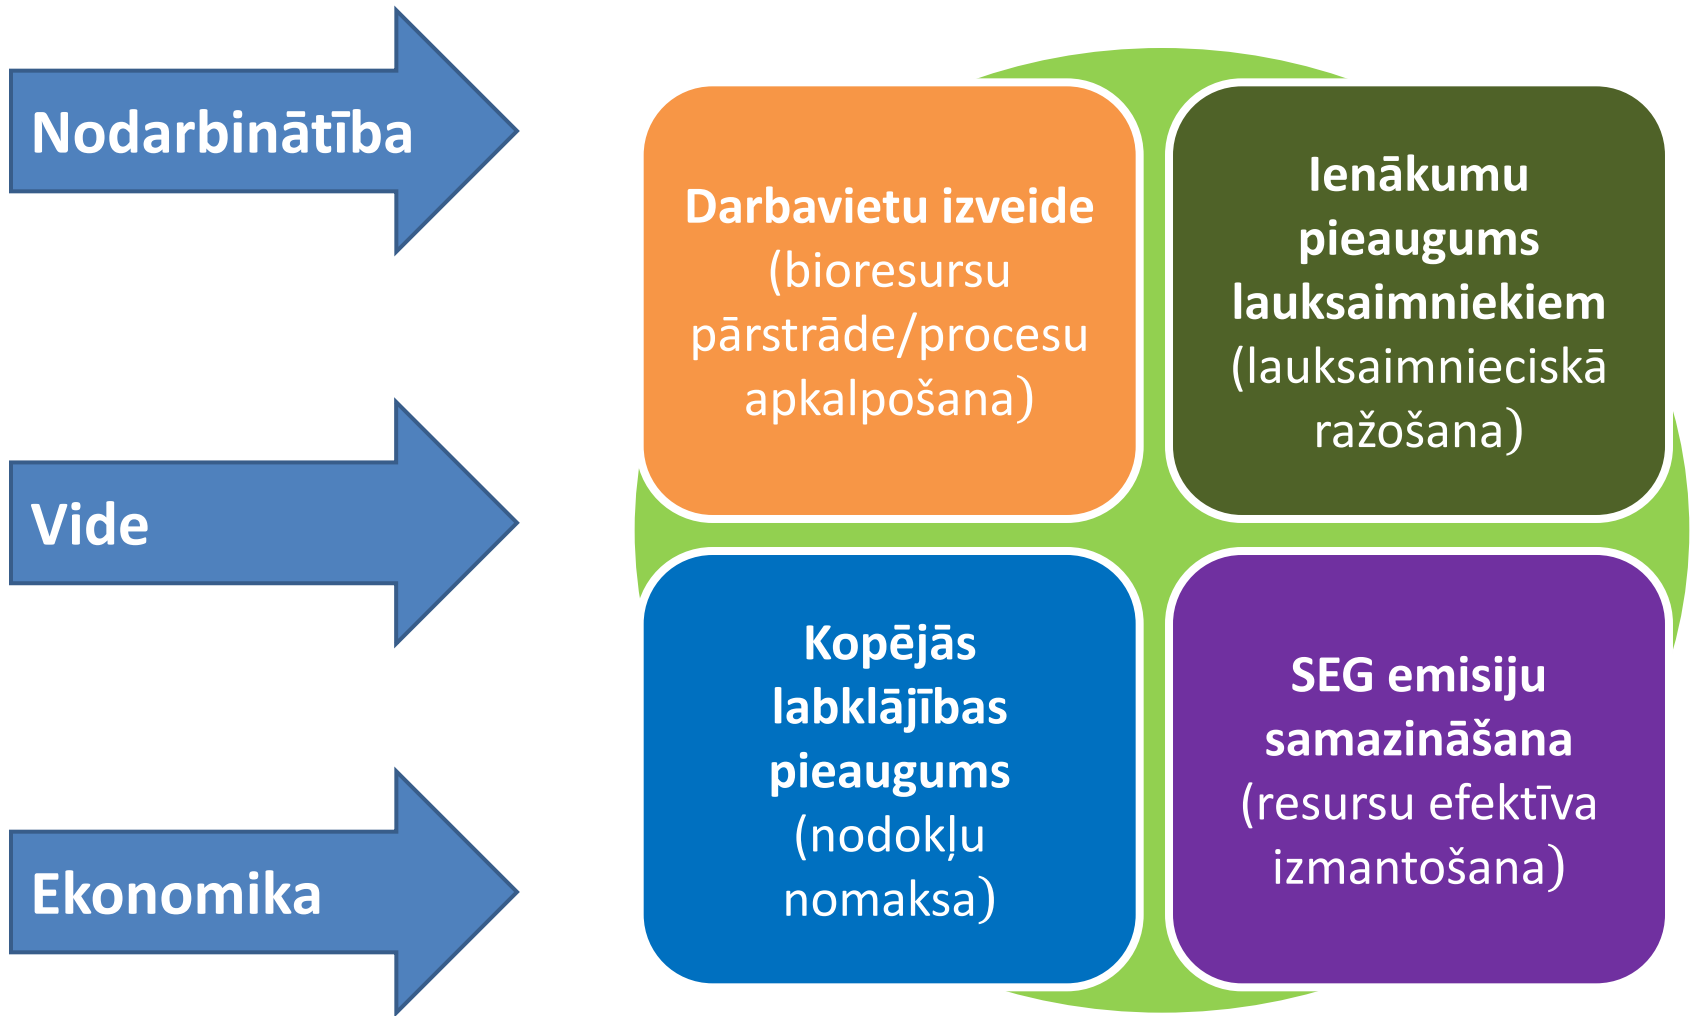 Nodarbinātība
Vide
Ekonomika
Darbavietu izveide
(bioresursu
pārstrāde/procesu
apkalpošana)
Ienākumu
pieaugums
lauksaimniekiem
(lauksaimnieciskā
ražošana)
Kopējās
labklājības
pieaugums
(nodokļu
nomaksa)
SEG emisiju
samazināšana
(resursu efektīva
izmantošana)